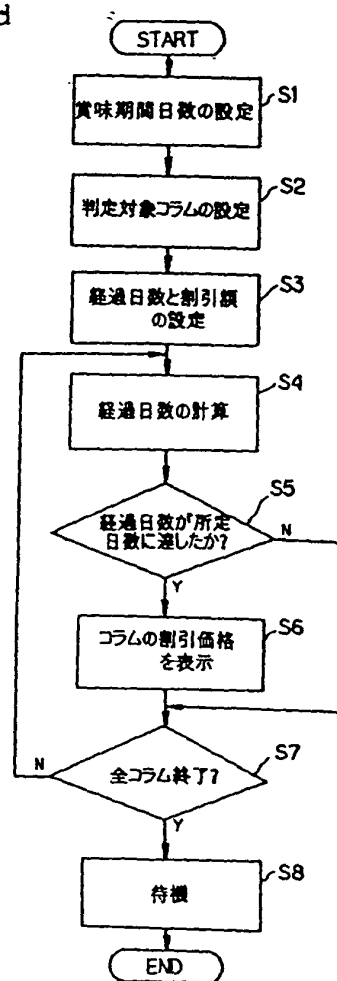 d
START
S1
賞味期間日数の設定
S2
判定対象コラムの設定
S3
経過日数と割引額
の設定
S4
経過日数の計算
S5
経過日数が所定
日数に達したか?
N
Y
S6
コラムの割引価格
を表示
S7
全コラム終了?
N
Y
S8
待機
END